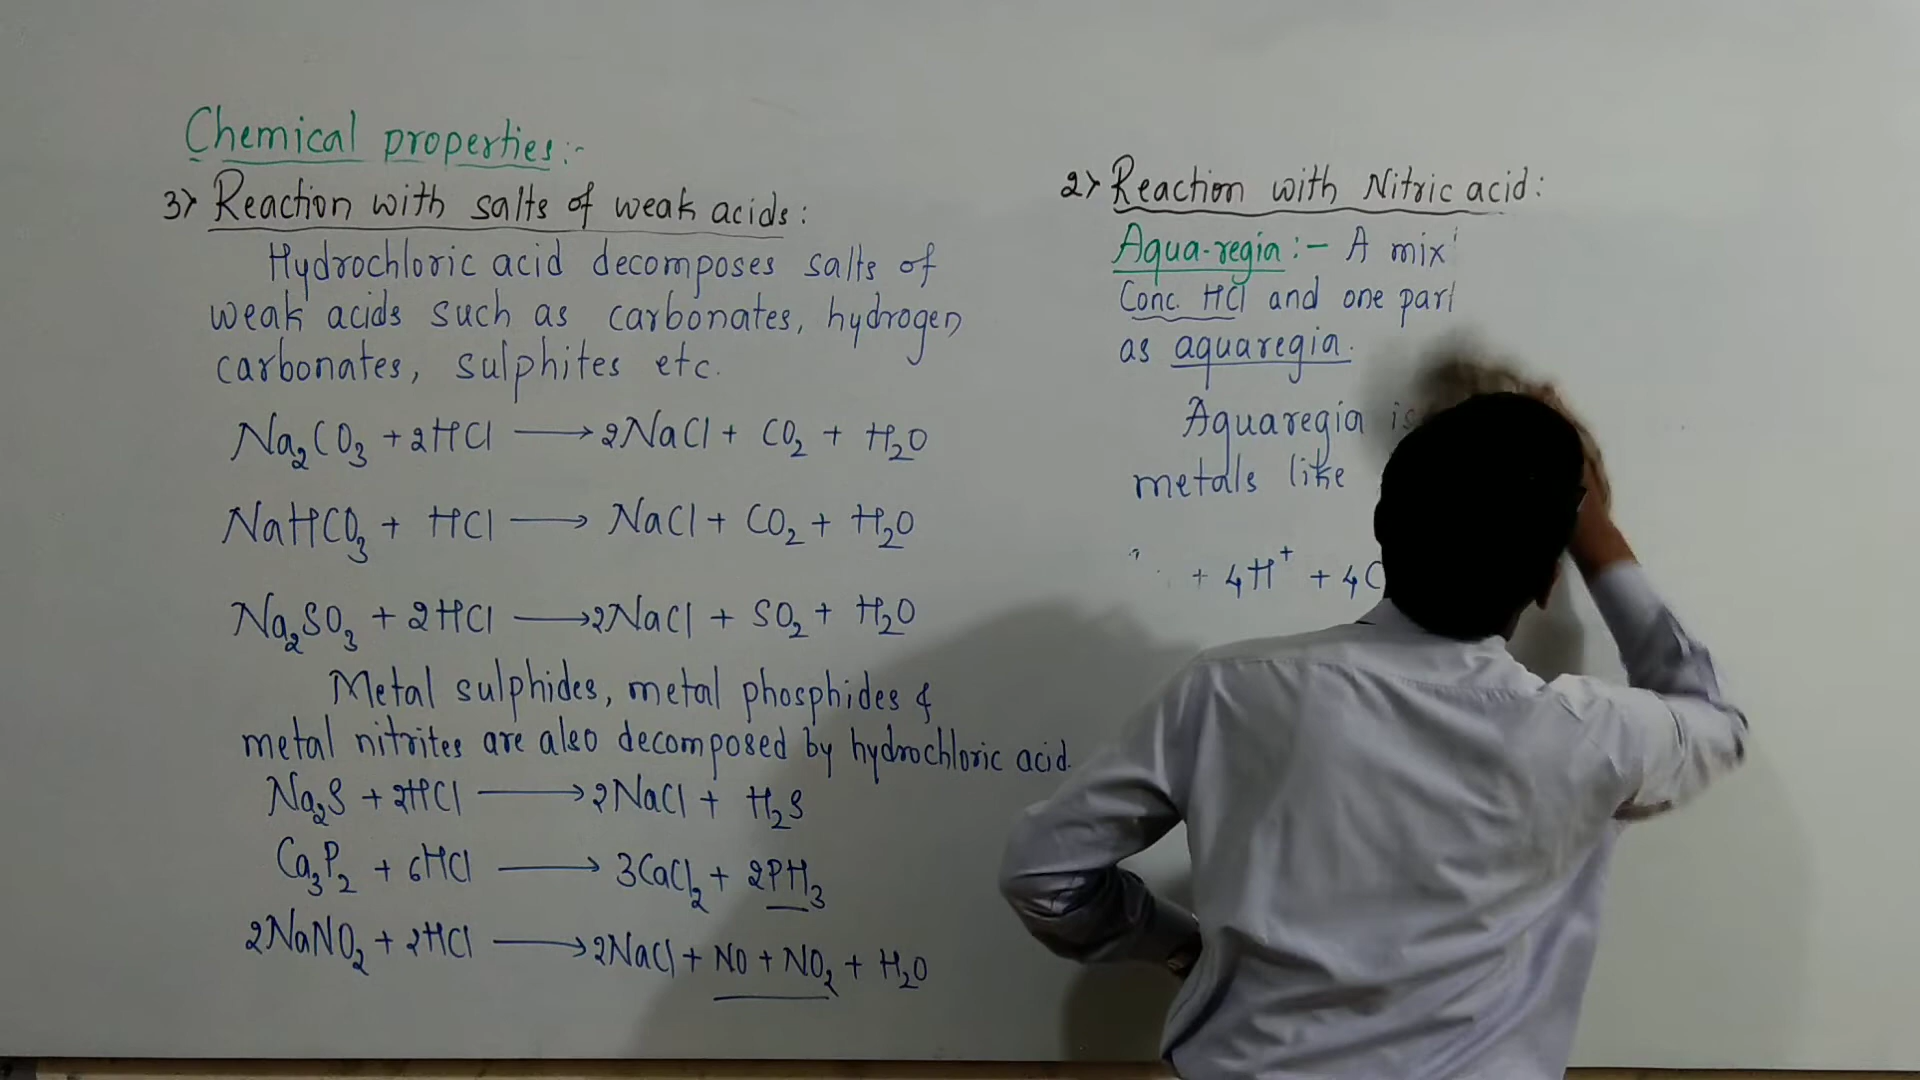 Chemical properties:-
3> Reaction with salts of weak acids:
Hydrochloric acid decomposes salts of
weak acids such as carbonates, hydrogen
carbonates, sulphites etc.
Na₂CO₃ + 2HCl ⟶ 2NaCl + CO₂ + H₂O
NaHCO₃ + HCl ⟶ NaCl + CO₂ + H₂O
Na₂SO₃ + 2HCl ⟶ 2NaCl + SO₂ + H₂O
Metal sulphides, metal phosphides &
metal nitrites are also decomposed by hydrochloric acid.
Na₂S + 2HCl ⟶ 2NaCl + H₂S
Ca₃P₂ + 6HCl ⟶ 3CaCl₂ + 2PH₃
2NaNO₂ + 2HCl ⟶ 2NaCl + NO + NO₂ + H₂O
2> Reaction with Nitric acid:
Aqua-regia :- A mix
Conc. HCl and one part
as aquaregia.
Aquaregia is
metals like
+ 4H⁺ + 4C